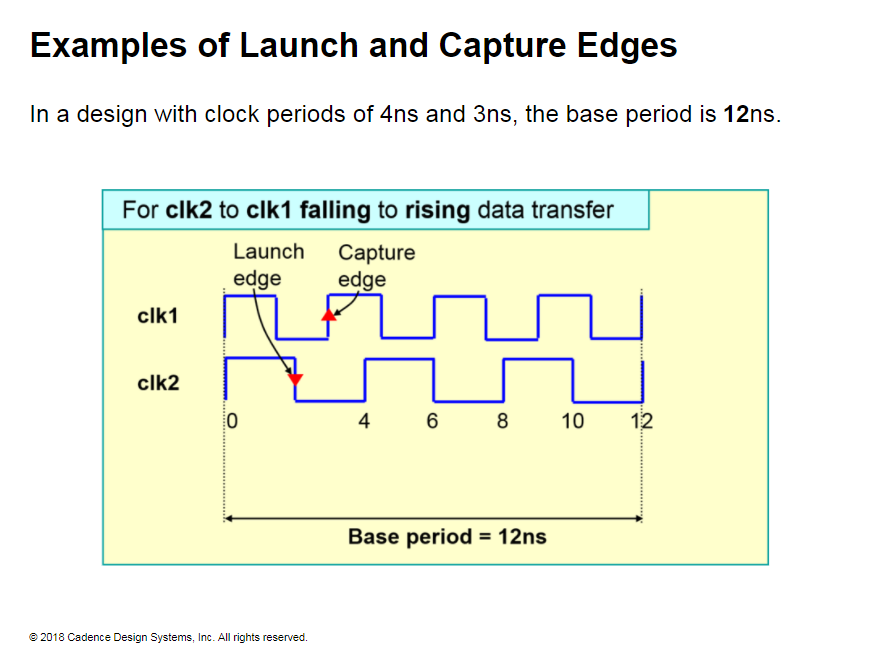 Examples of Launch and Capture Edges
In a design with clock periods of 4ns and 3ns, the base period is 12ns.
For clk2 to clk1 falling to rising data transfer
Launch edge
Capture edge
clk1
clk2
0 4 6 8 10 12
Base period = 12ns
© 2018 Cadence Design Systems, Inc. All rights reserved.